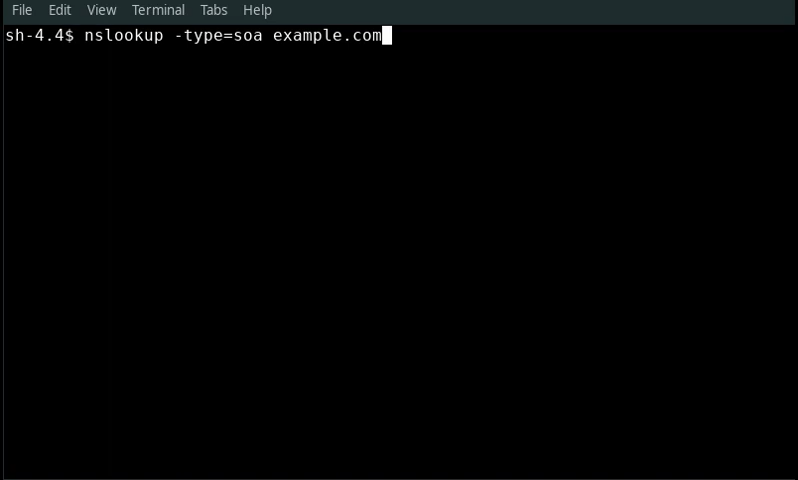 File Edit View Terminal Tabs Help
sh-4.4$ nslookup -type=soa example.com